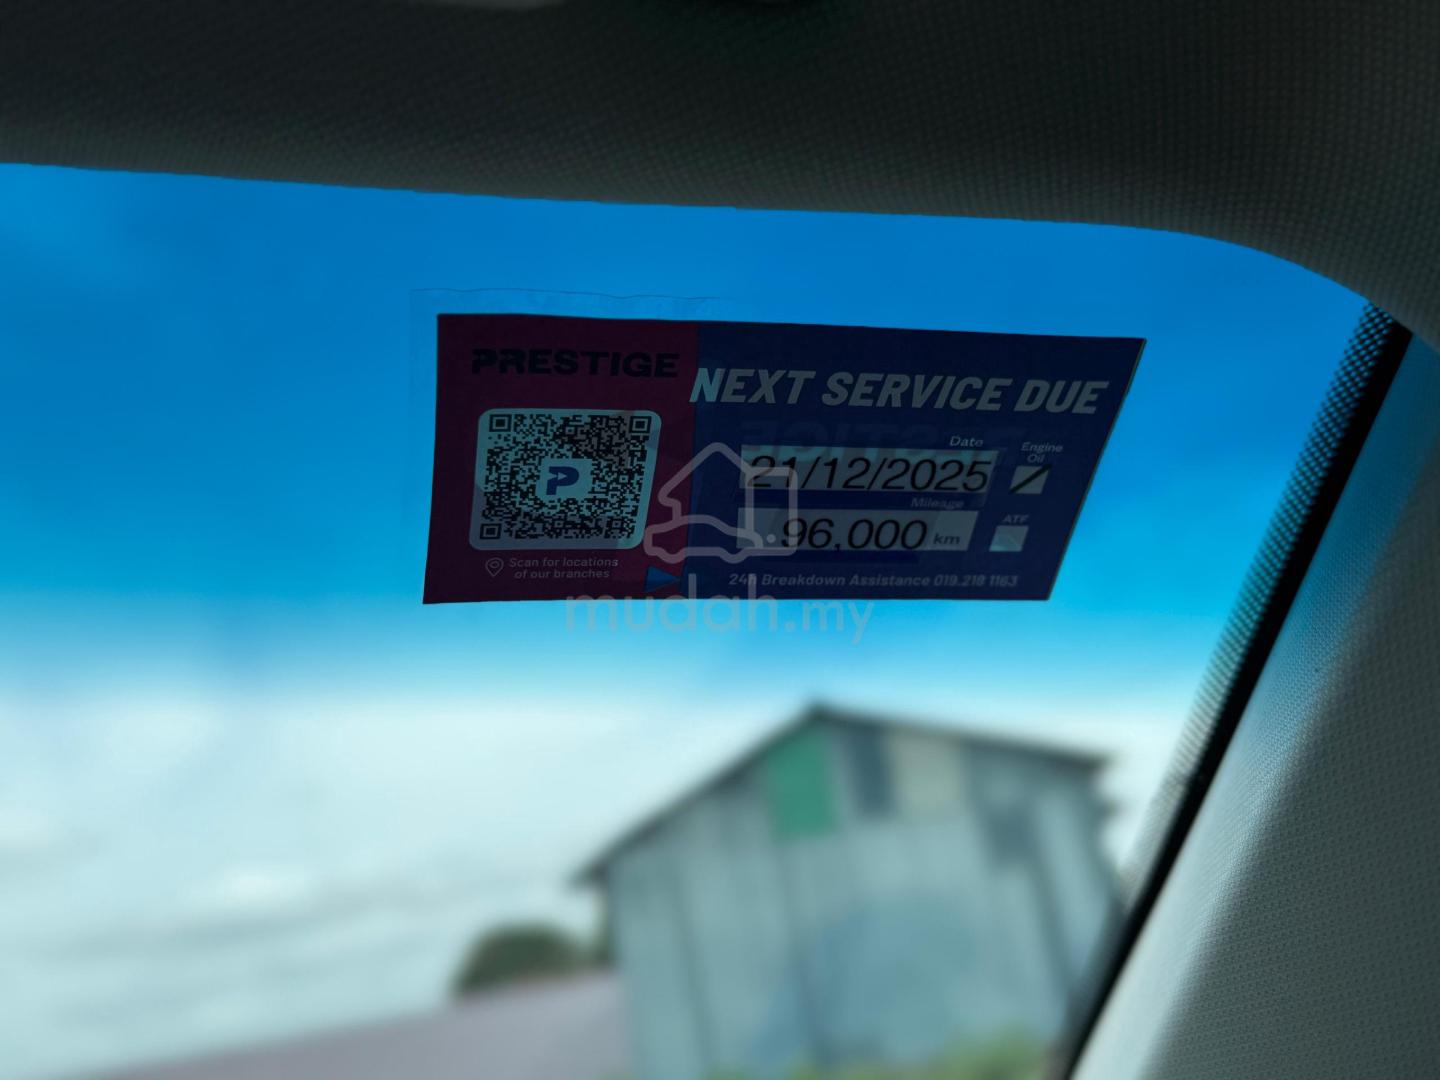 PRESTIGE
NEXT SERVICE DUE
Date
21/12/2025
Engine
Oil
Mileage
96,000 km
ATF
Scan for locations
of our branches
24h Breakdown Assistance 019.218 1163
mudah.my